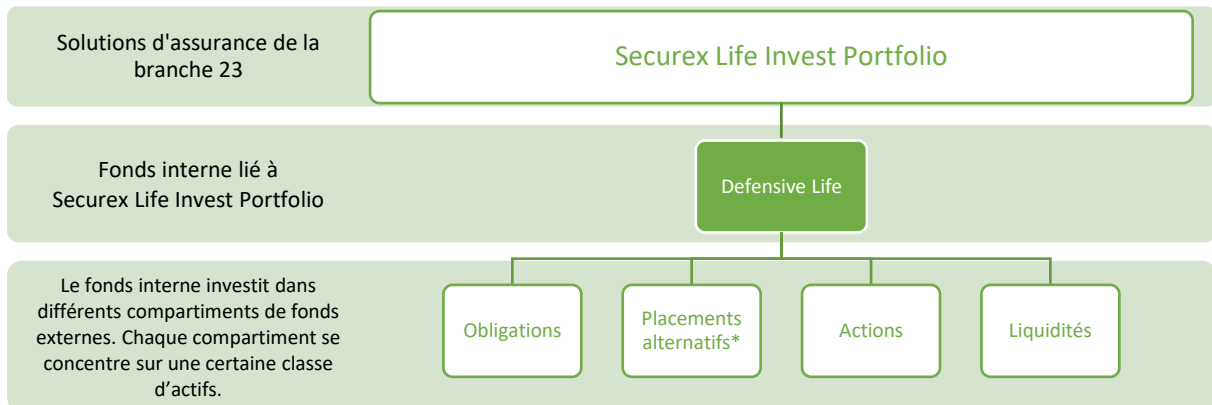 Solutions d'assurance de la
branche 23
Securex Life Invest Portfolio
Fonds interne lié à
Securex Life Invest Portfolio
Defensive Life
Le fonds interne investit dans
différents compartiments de fonds
externes. Chaque compartiment se
concentre sur une certaine classe
d’actifs.
Obligations
Placements
alternatifs*
Actions
Liquidités